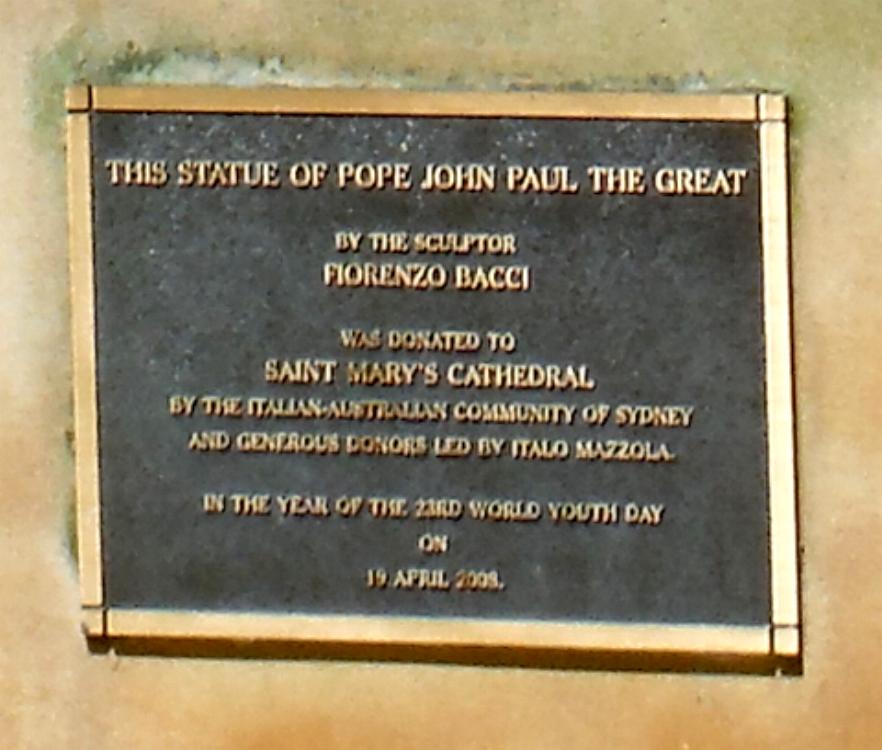 THIS STATUE OF POPE JOHN PAUL THE GREAT
BY THE SCULPTOR
FIORENZO BACCI
WAS DONATED TO
SAINT MARY'S CATHEDRAL
BY THE ITALIAN-AUSTRALIAN COMMUNITY OF SYDNEY
AND GENEROUS DONORS LED BY ITALO MAZZOLA.
IN THE YEAR OF THE 23RD WORLD YOUTH DAY
ON
19 APRIL 2008.